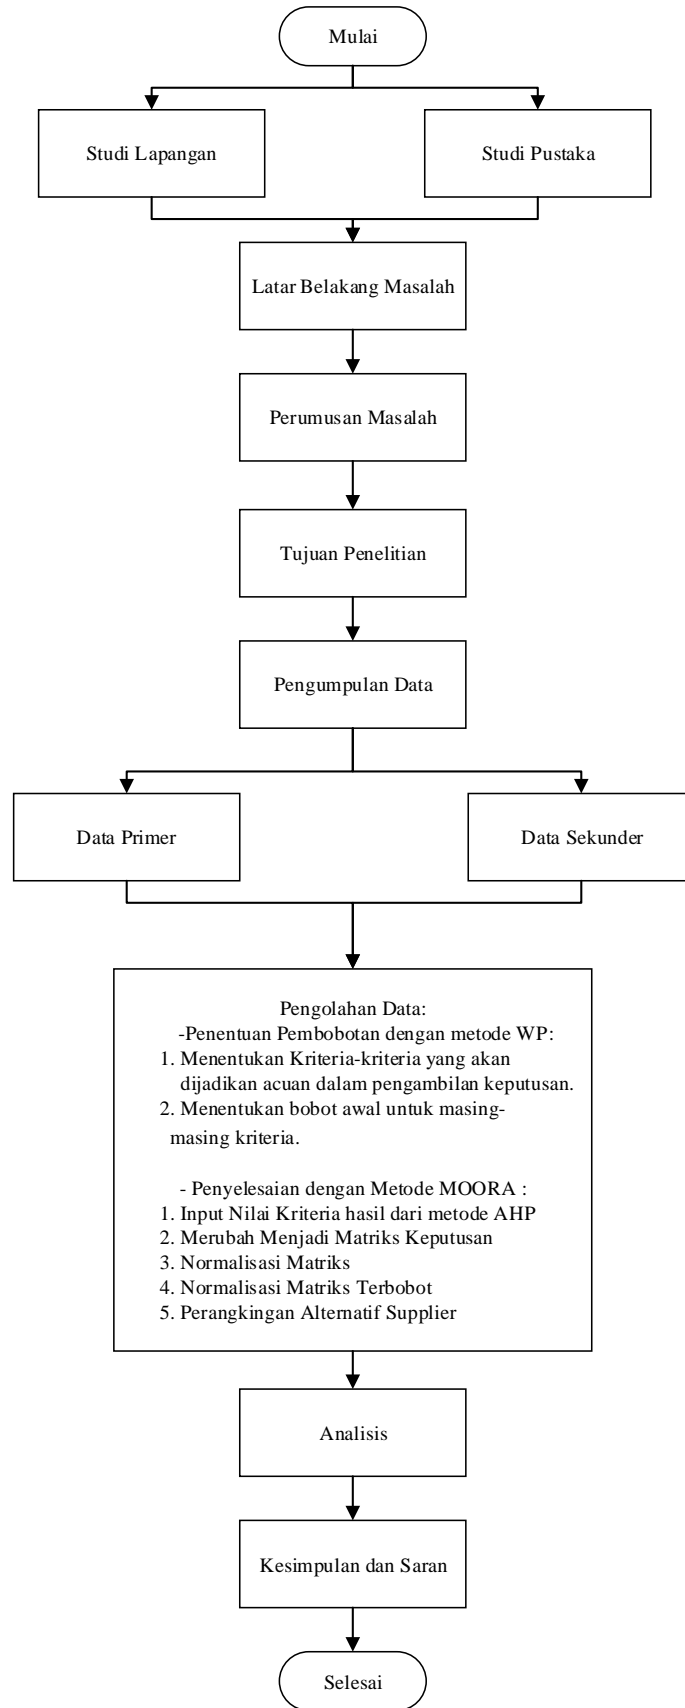 Mulai
Studi Lapangan
Studi Pustaka
Latar Belakang Masalah
Perumusan Masalah
Tujuan Penelitian
Pengumpulan Data
Data Primer
Data Sekunder
Pengolahan Data:
-Penentuan Pembobotan dengan metode WP:
1. Menentukan Kriteria-kriteria yang akan
dijadikan acuan dalam pengambilan keputusan.
2. Menentukan bobot awal untuk masing-
masing kriteria.
- Penyelesaian dengan Metode MOORA :
1. Input Nilai Kriteria hasil dari metode AHP
2. Merubah Menjadi Matriks Keputusan
3. Normalisasi Matriks
4. Normalisasi Matriks Terbobot
5. Perangkingan Alternatif Supplier
Analisis
Kesimpulan dan Saran
Selesai